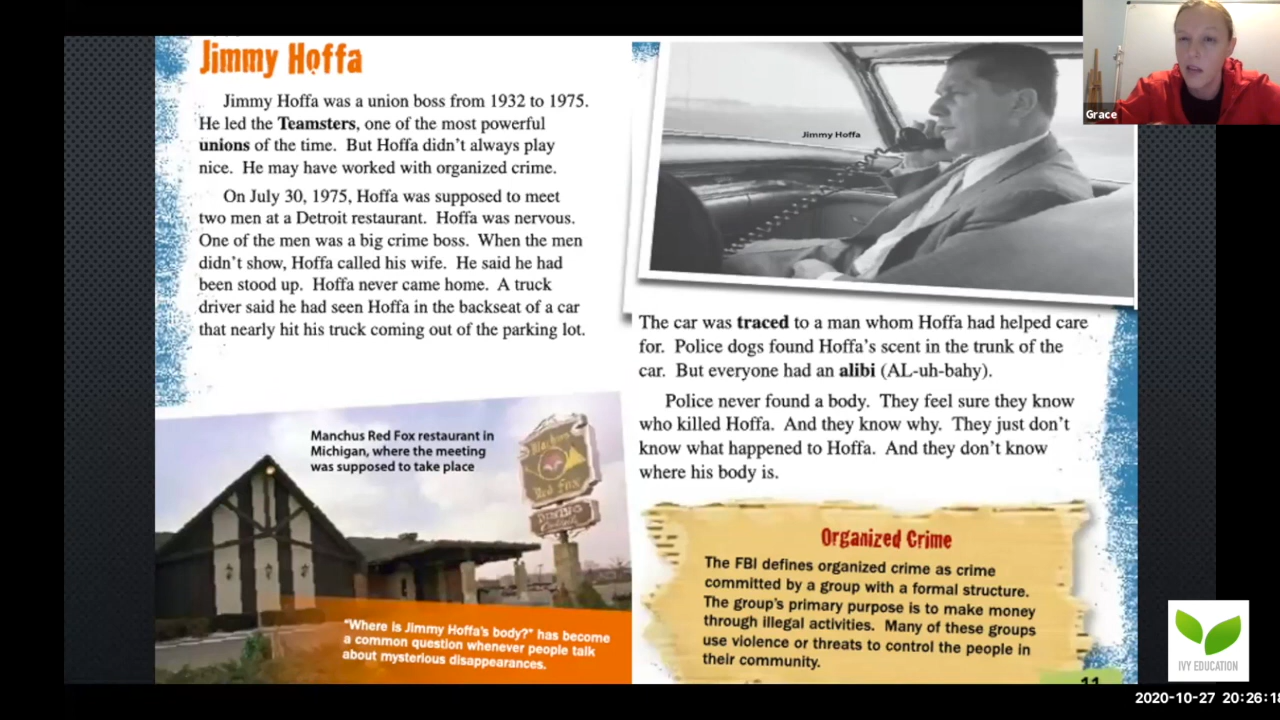 Jimmy Hoffa
Jimmy Hoffa was a union boss from 1932 to 1975.
He led the Teamsters, one of the most powerful
unions of the time. But Hoffa didn't always play
nice. He may have worked with organized crime.
On July 30, 1975, Hoffa was supposed to meet
two men at a Detroit restaurant. Hoffa was nervous.
One of the men was a big crime boss. When the men
didn't show, Hoffa called his wife. He said he had
been stood up. Hoffa never came home. A truck
driver said he had seen Hoffa in the backseat of a car
that nearly hit his truck coming out of the parking lot.
Manchus Red Fox restaurant in
Michigan, where the meeting
was supposed to take place
Red Fox
"Where is Jimmy Hoffa's body?" has become
a common question whenever people talk
about mysterious disappearances.
Jimmy Hoffa
The car was traced to a man whom Hoffa had helped care
for. Police dogs found Hoffa's scent in the trunk of the
car. But everyone had an alibi (AL-uh-bahy).
Police never found a body. They feel sure they know
who killed Hoffa. And they know why. They just don't
know what happened to Hoffa. And they don't know
where his body is.
Organized Crime
The FBI defines organized crime as crime
committed by a group with a formal structure.
The group's primary purpose is to make money
through illegal activities. Many of these groups
use violence or threats to control the people in
their community.
11
Grace
IVY EDUCATION
2020-10-27 20:26:18